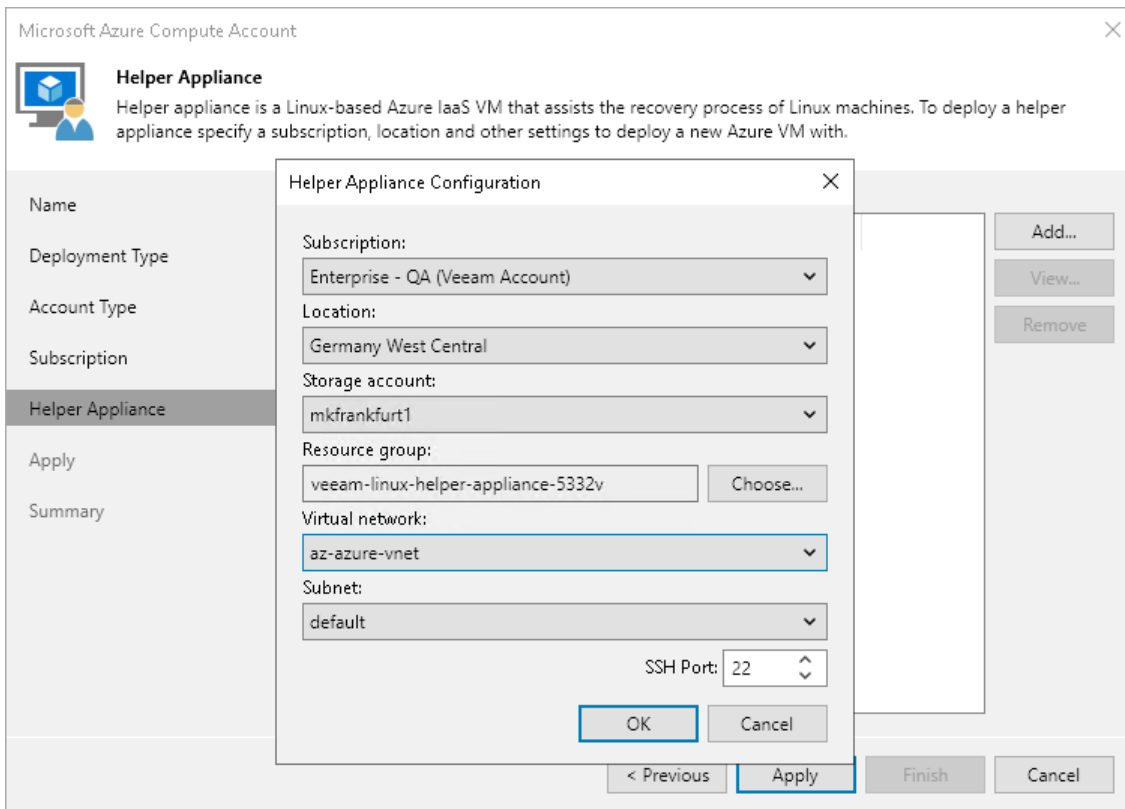 Microsoft Azure Compute Account
Helper Appliance
Helper appliance is a Linux-based Azure IaaS VM that assists the recovery process of Linux machines. To deploy a helper
appliance specify a subscription, location and other settings to deploy a new Azure VM with.
Name
Deployment Type
Account Type
Subscription
Helper Appliance
Apply
Summary
Helper Appliance Configuration
Subscription:
Enterprise - QA (Veeam Account)
Location:
Germany West Central
Storage account:
mkfrankfurt1
Resource group:
veeam-linux-helper-appliance-5332v
Choose...
Virtual network:
az-azure-vnet
Subnet:
default
SSH Port: 22
OK
Cancel
Add...
View...
Remove
< Previous
Apply
Finish
Cancel